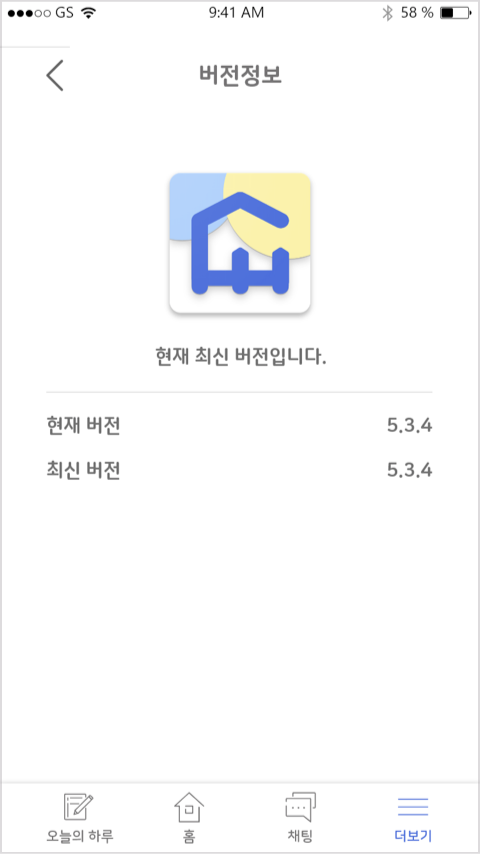 GS 9:41 AM 58 %
버전정보
현재 최신 버전입니다.
현재 버전 5.3.4
최신 버전 5.3.4
오늘의 하루 홈 채팅 더보기